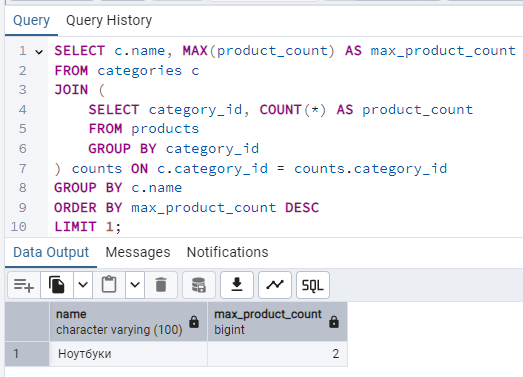 Query Query History
1 SELECT c.name, MAX(product_count) AS max_product_count
2 FROM categories c
3 JOIN (
4 SELECT category_id, COUNT(*) AS product_count
5 FROM products
6 GROUP BY category_id
7 ) counts ON c.category_id = counts.category_id
8 GROUP BY c.name
9 ORDER BY max_product_count DESC
10 LIMIT 1;
Data Output Messages Notifications
SQL
name max_product_count
character varying (100) bigint
1 Ноутбуки 2